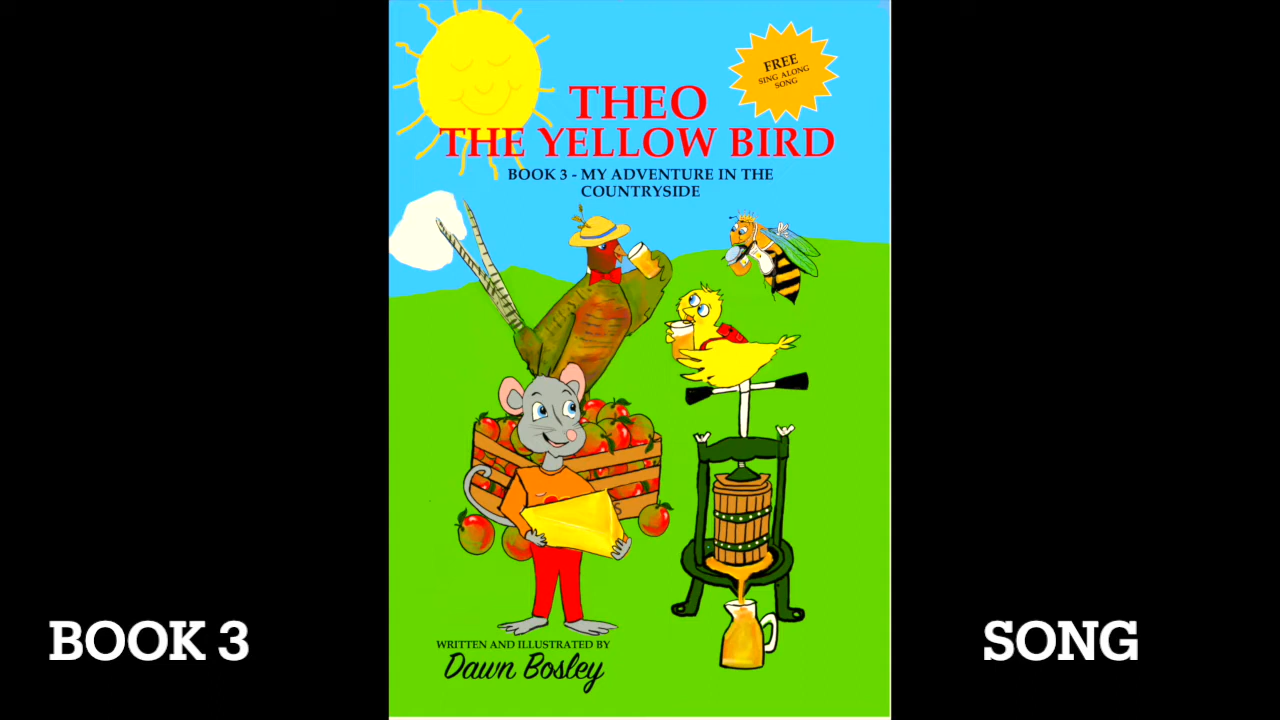 FREE
SING ALONG
SONG
THEO
THE YELLOW BIRD
BOOK 3 - MY ADVENTURE IN THE
COUNTRYSIDE
S
WRITTEN AND ILLUSTRATED BY
Dawn Bosley
BOOK 3
SONG